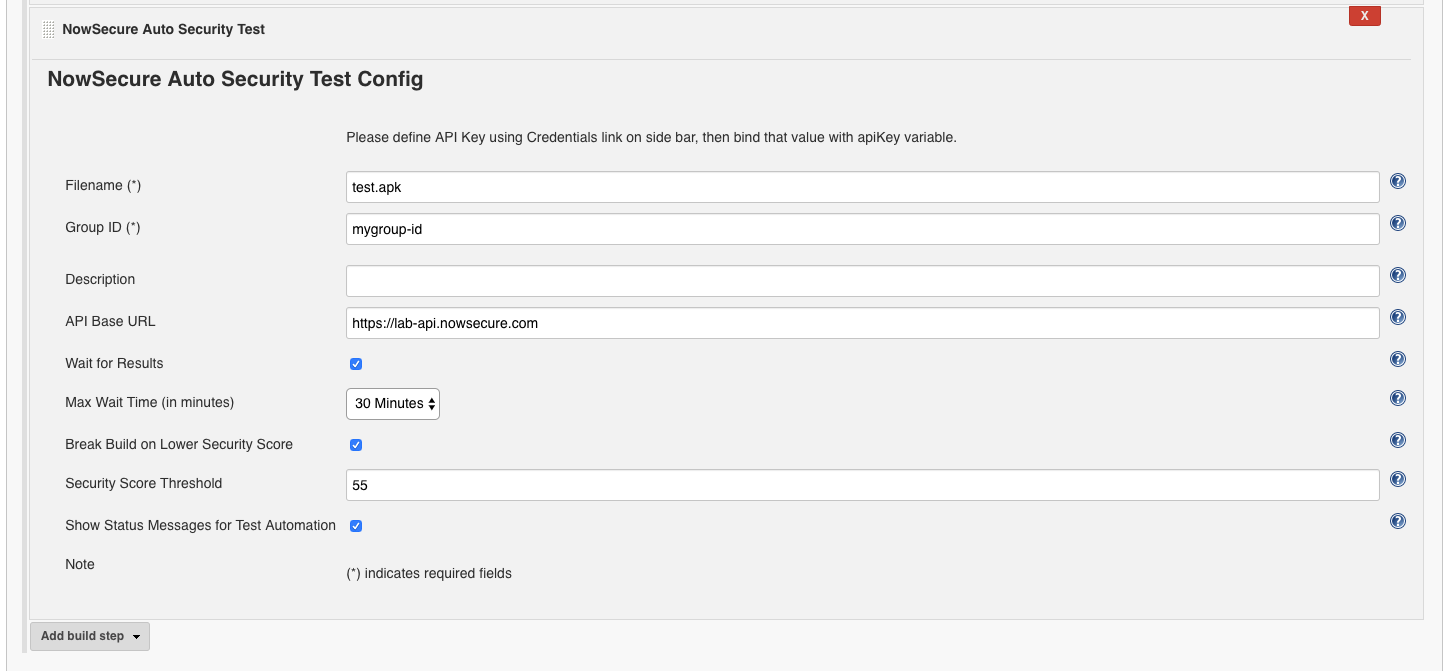 NowSecure Auto Security Test
X
NowSecure Auto Security Test Config
Please define API Key using Credentials link on side bar, then bind that value with apiKey variable.
Filename (*)
test.apk
?
Group ID (*)
mygroup-id
?
Description
?
API Base URL
https://lab-api.nowsecure.com
?
Wait for Results
?
Max Wait Time (in minutes)
30 Minutes
?
Break Build on Lower Security Score
?
Security Score Threshold
55
?
Show Status Messages for Test Automation
?
Note
(*) indicates required fields
Add build step